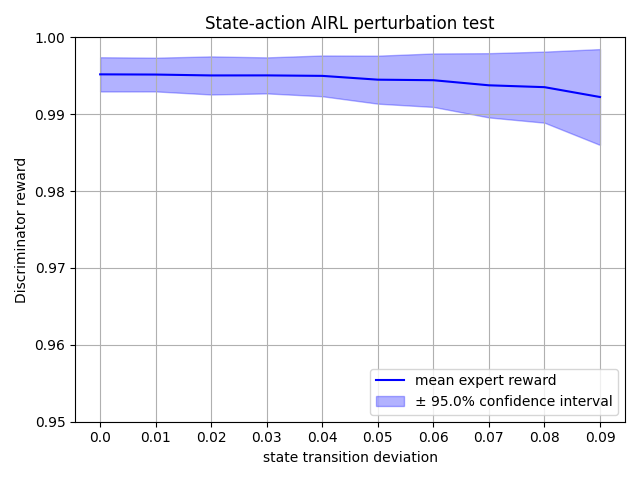 State-action AIRL perturbation test
1.00
0.99
0.98
0.97
0.96
0.95
Discriminator reward
mean expert reward
± 95.0% confidence interval
0.0 0.01 0.02 0.03 0.04 0.05 0.06 0.07 0.08 0.09
state transition deviation